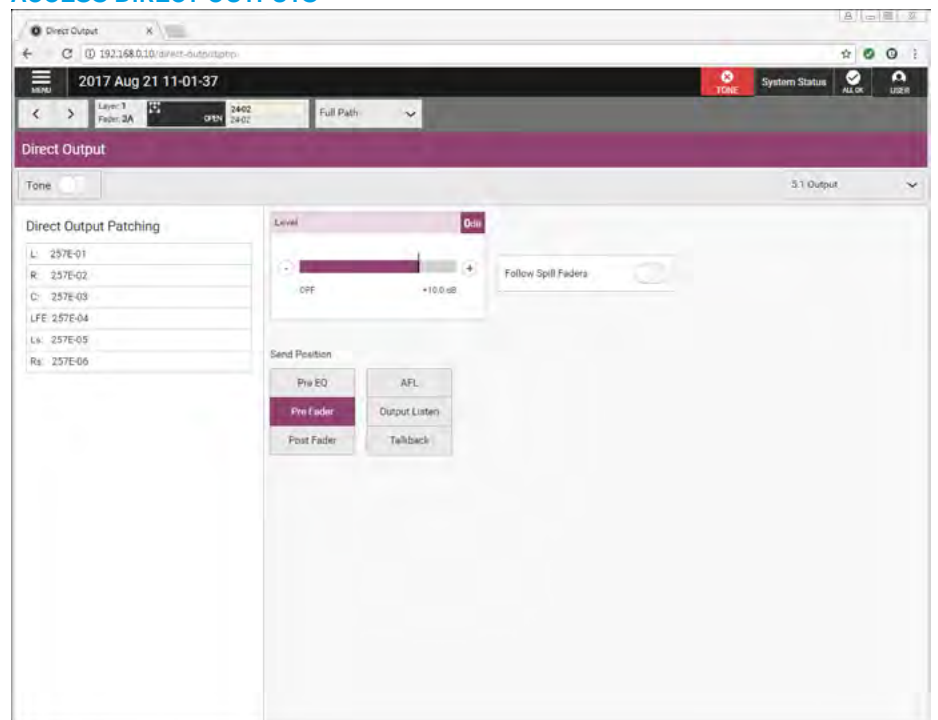 ACCESS DIRECT OUTPUTS
Direct Output
192.168.0.10/direct-output.php
MENU
2017 Aug 21 11-01-37
TONE
System Status
ALL OK
USER
Layer: 1
Fader: 2A
OPEN
24-02
24-02
Full Path
Direct Output
Tone
5.1 Output
Direct Output Patching
L: 257E-01
R: 257E-02
C: 257E-03
LFE: 257E-04
Ls: 257E-05
Rs: 257E-06
Level
0dB
-
+
OFF
+10.0 dB
Follow Spill Faders
Send Position
Pre EQ
AFL
Pre Fader
Output Listen
Post Fader
Talkback